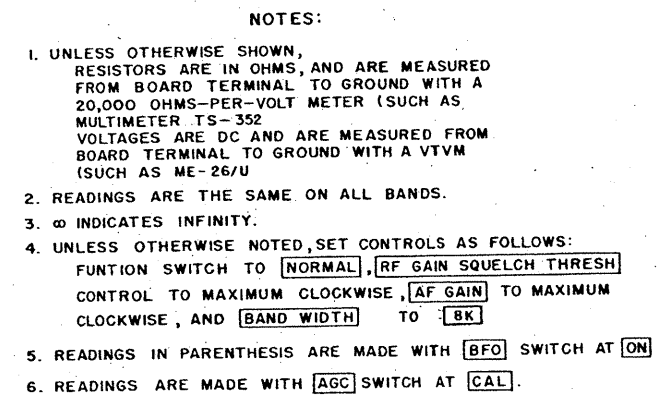 NOTES:
1. UNLESS OTHERWISE SHOWN,
RESISTORS ARE IN OHMS, AND ARE MEASURED
FROM BOARD TERMINAL TO GROUND WITH A
20,000 OHMS-PER-VOLT METER (SUCH AS
MULTIMETER TS-352
VOLTAGES ARE DC AND ARE MEASURED FROM
BOARD TERMINAL TO GROUND WITH A VTVM
(SUCH AS ME-26/U
2. READINGS ARE THE SAME ON ALL BANDS.
3. ∞ INDICATES INFINITY.
4. UNLESS OTHERWISE NOTED, SET CONTROLS AS FOLLOWS:
FUNTION SWITCH TO NORMAL, RF GAIN SQUELCH THRESH
CONTROL TO MAXIMUM CLOCKWISE, AF GAIN TO MAXIMUM
CLOCKWISE, AND BAND WIDTH TO 8K
5. READINGS IN PARENTHESIS ARE MADE WITH BFO SWITCH AT ON
6. READINGS ARE MADE WITH AGC SWITCH AT CAL.